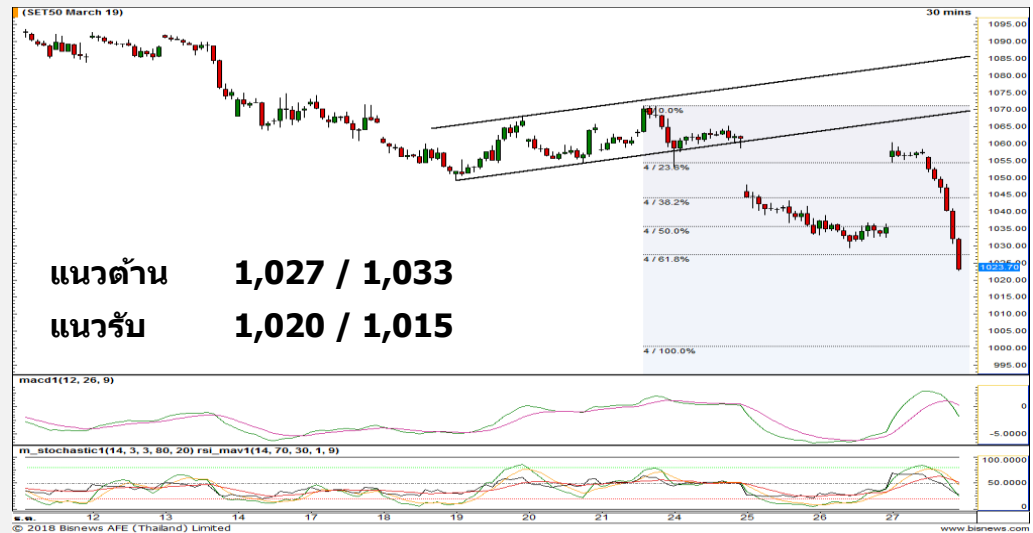 (SET50 March 19) 30 mins
1095.00
1090.00
1085.00
1080.00
1075.00
1070.00
4 / 0.0%
1065.00
1060.00
1055.00
4 / 23.6%
1050.00
1045.00
4 / 38.2%
1040.00
1035.00
4 / 50.0%
1030.00
4 / 61.8%
1025.00
1023.70
แนวต้าน 1,027 / 1,033
1020.00
1015.00
แนวรับ 1,020 / 1,015
1010.00
1005.00
1000.00
4 / 100.0%
995.00
macd1(12, 26, 9)
0
-5.0000
m_stochastic1(14, 3, 3, 80, 20) rsi_mav1(14, 70, 30, 1, 9)
100.0000
50.0000
0
ธ.ค. 12 13 14 17 18 19 20 21 24 25 26 27
© 2018 Bisnews AFE (Thailand) Limited www.bisnews.com